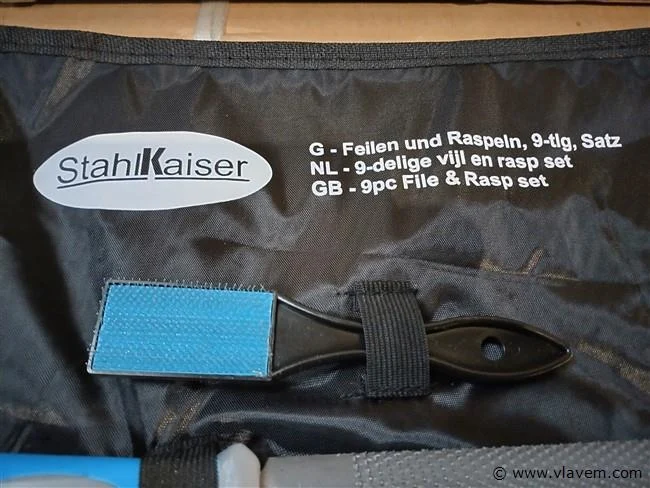 StahlKaiser
G - Feilen und Raspeln, 9-tlg, Satz
NL - 9-delige vijl en rasp set
GB - 9pc File & Rasp set
© www.vlavem.com